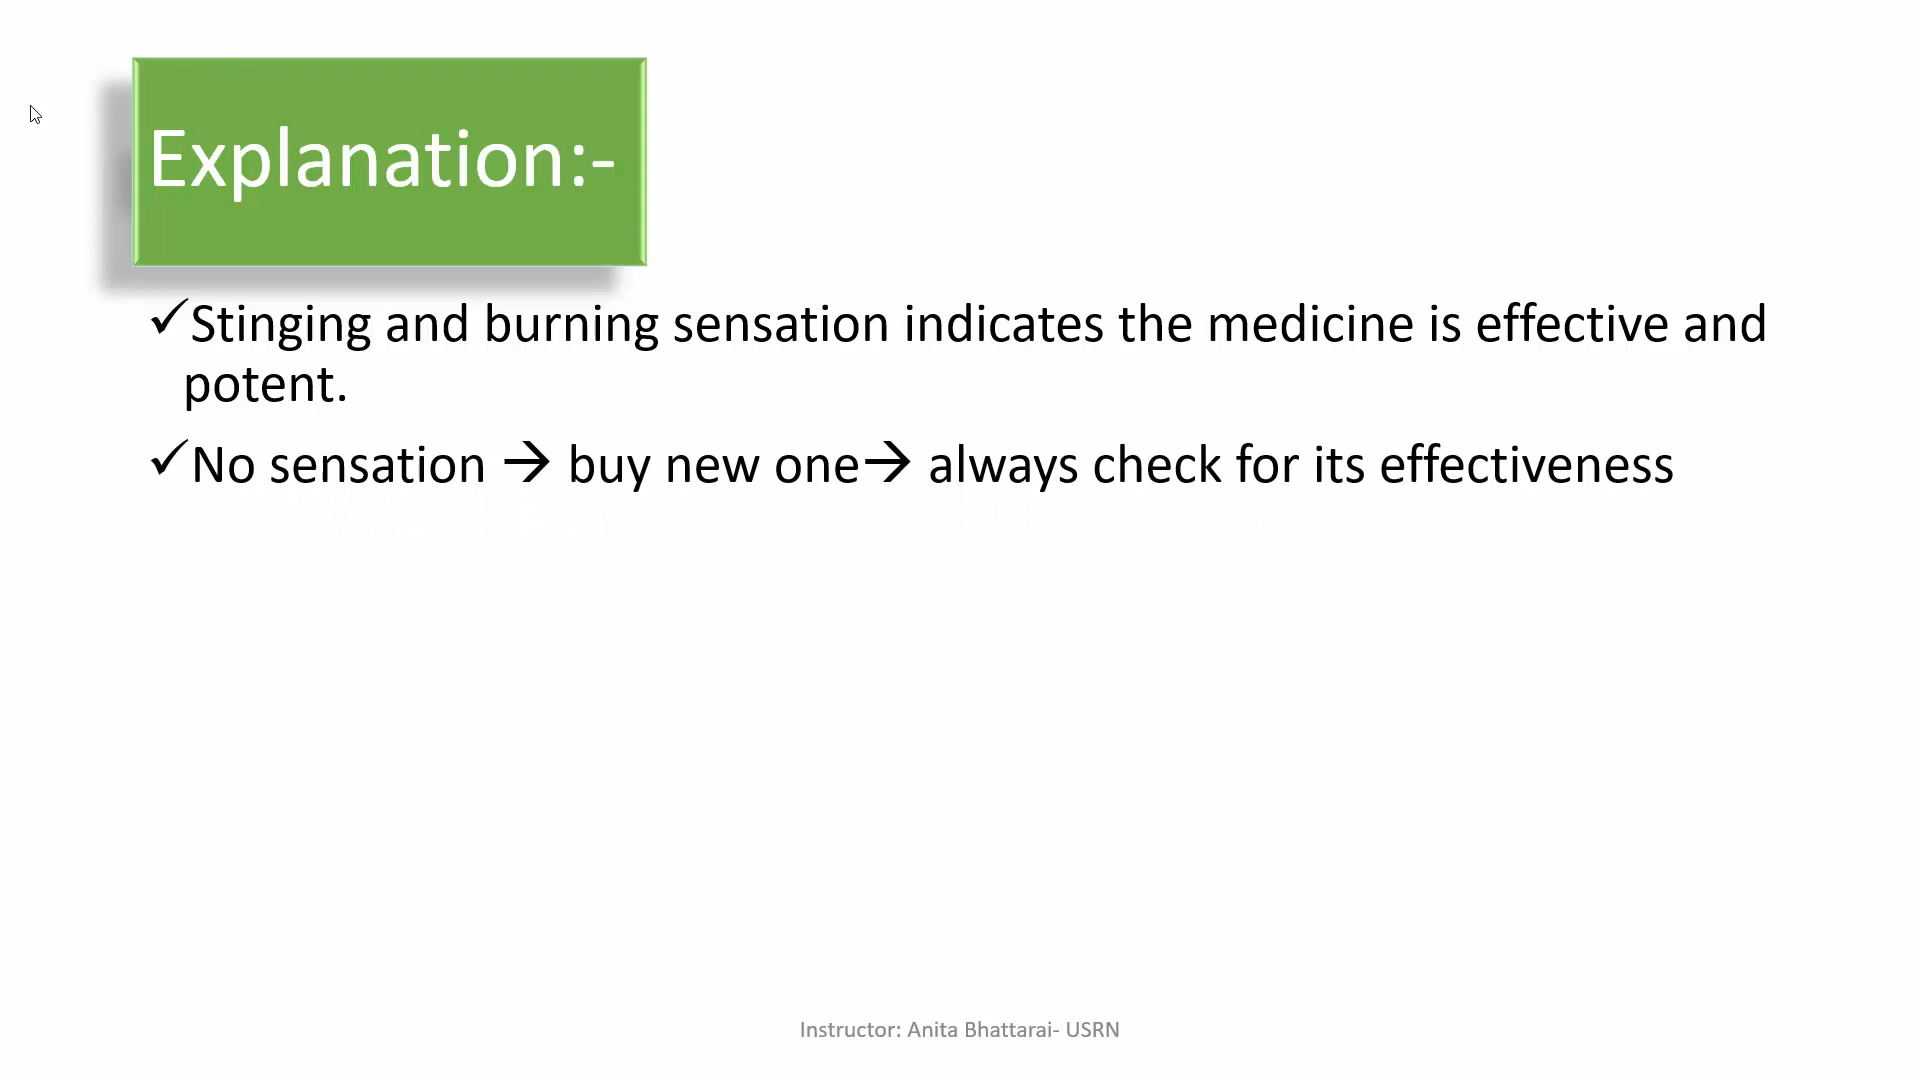 Explanation:-
✓Stinging and burning sensation indicates the medicine is effective and
potent.
✓No sensation → buy new one→ always check for its effectiveness
Instructor: Anita Bhattarai- USRN